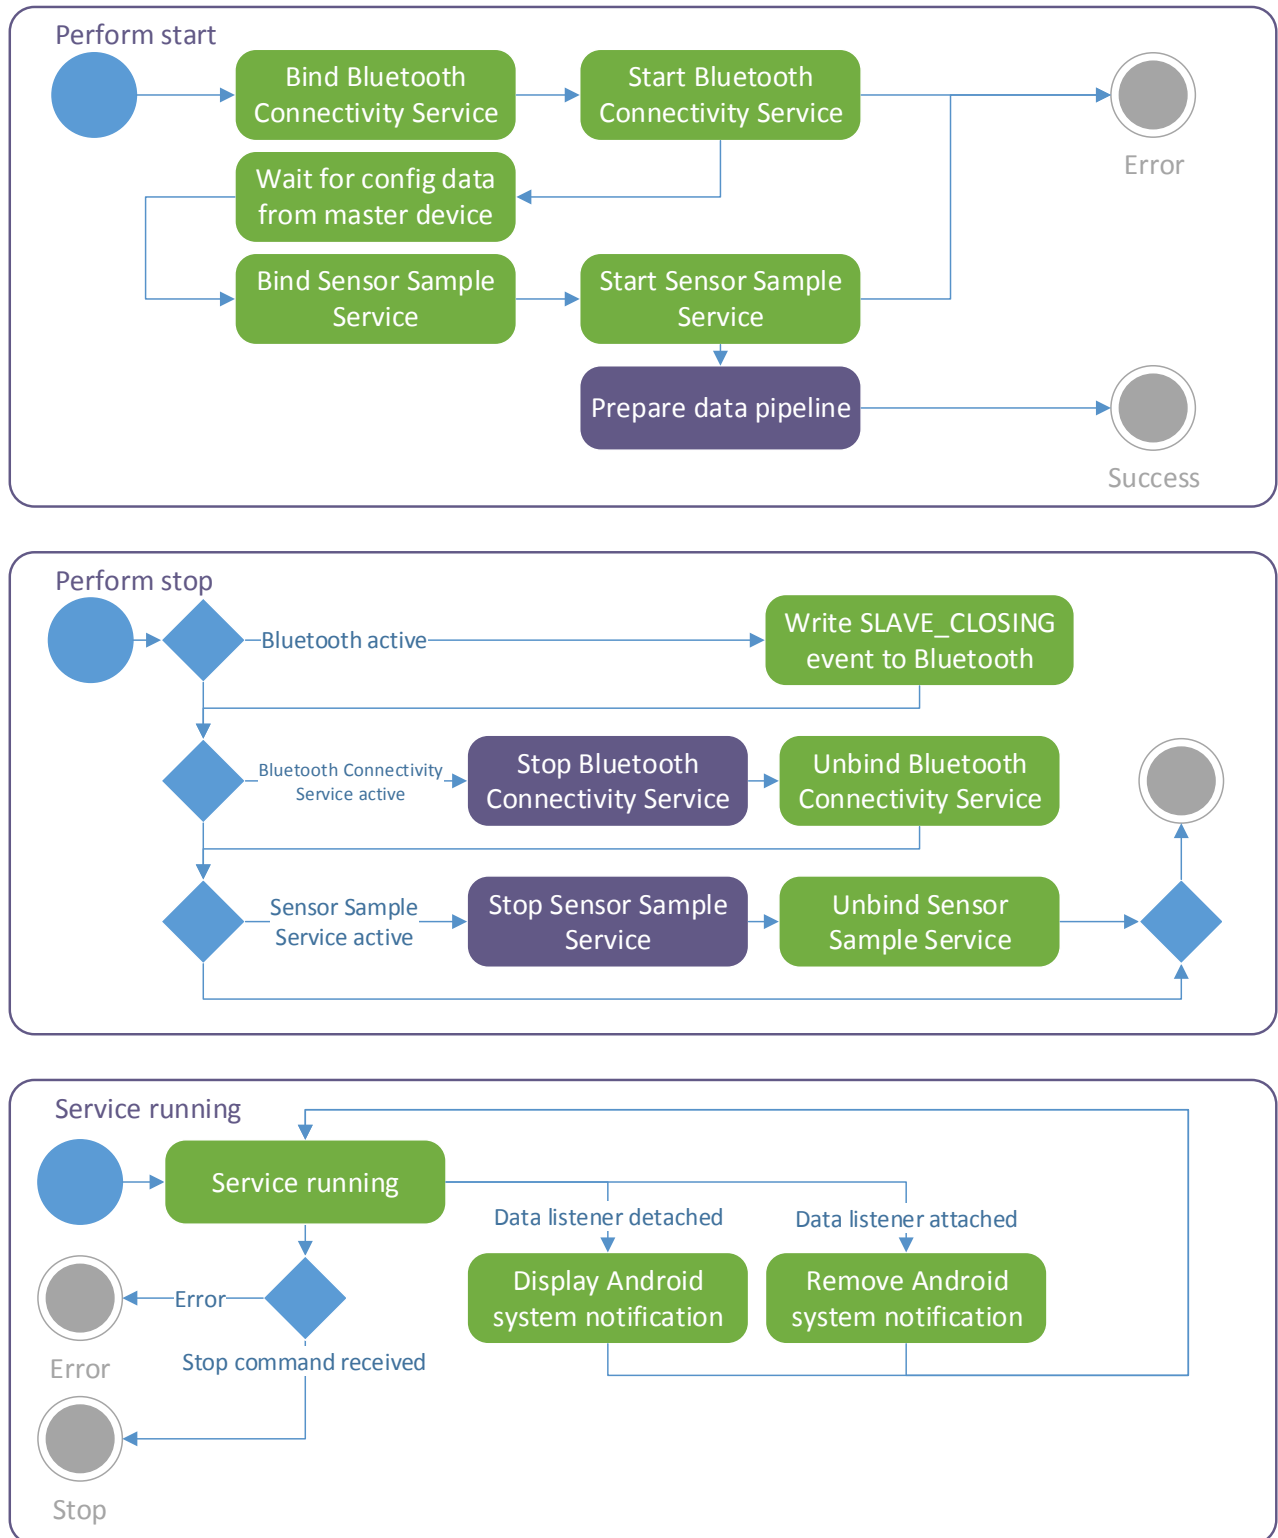 Perform start
Bind Bluetooth
Connectivity Service
Start Bluetooth
Connectivity Service
Error
Wait for config data
from master device
Bind Sensor Sample
Service
Start Sensor Sample
Service
Prepare data pipeline
Success
Perform stop
Bluetooth active
Write SLAVE_CLOSING
event to Bluetooth
Bluetooth Connectivity
Service active
Stop Bluetooth
Connectivity Service
Unbind Bluetooth
Connectivity Service
Sensor Sample
Service active
Stop Sensor Sample
Service
Unbind Sensor
Sample Service
Service running
Service running
Data listener detached
Data listener attached
Display Android
system notification
Remove Android
system notification
Error
Error
Stop command received
Stop